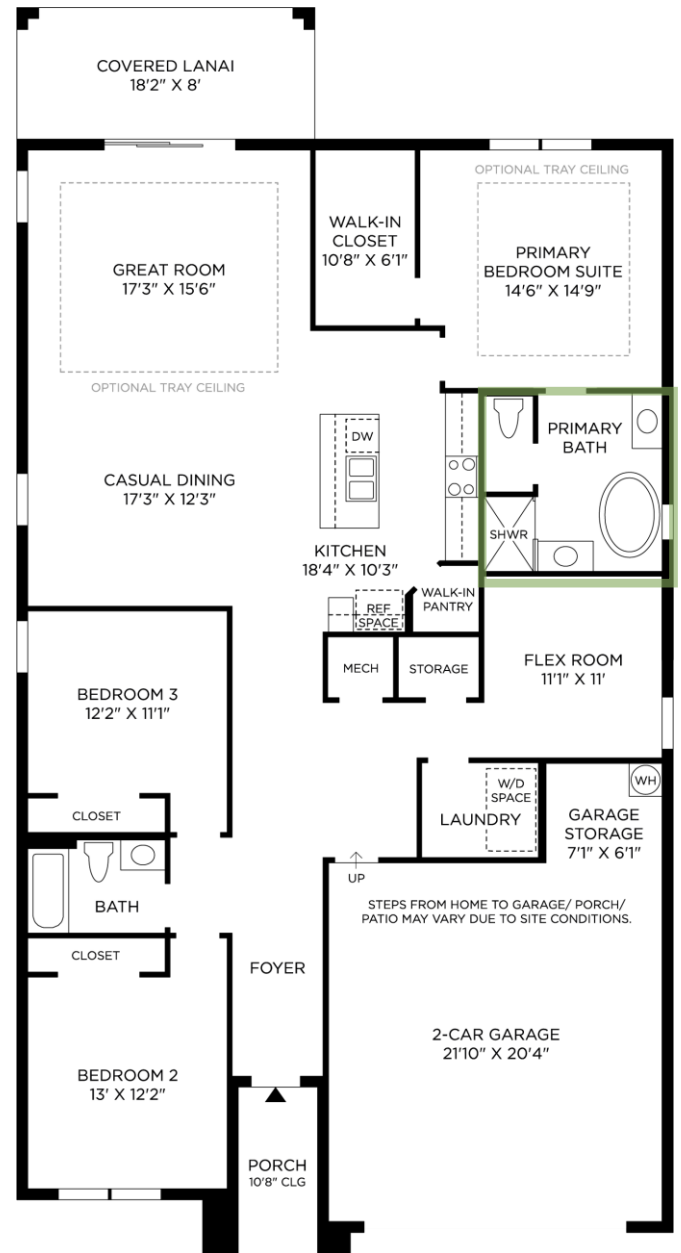 COVERED LANAI
18'2" X 8'
OPTIONAL TRAY CEILING
WALK-IN
CLOSET
10'8" X 6'1"
PRIMARY
BEDROOM SUITE
14'6" X 14'9"
GREAT ROOM
17'3" X 15'6"
OPTIONAL TRAY CEILING
DW
PRIMARY
BATH
CASUAL DINING
17'3" X 12'3"
SHWR
KITCHEN
18'4" X 10'3"
WALK-IN
PANTRY
REF
SPACE
MECH
STORAGE
FLEX ROOM
11'1" X 11'
BEDROOM 3
12'2" X 11'1"
CLOSET
W/D
SPACE
LAUNDRY
WH
GARAGE
STORAGE
7'1" X 6'1"
BATH
UP
STEPS FROM HOME TO GARAGE/ PORCH/
PATIO MAY VARY DUE TO SITE CONDITIONS.
CLOSET
FOYER
2-CAR GARAGE
21'10" X 20'4"
BEDROOM 2
13' X 12'2"
PORCH
10'8" CLG